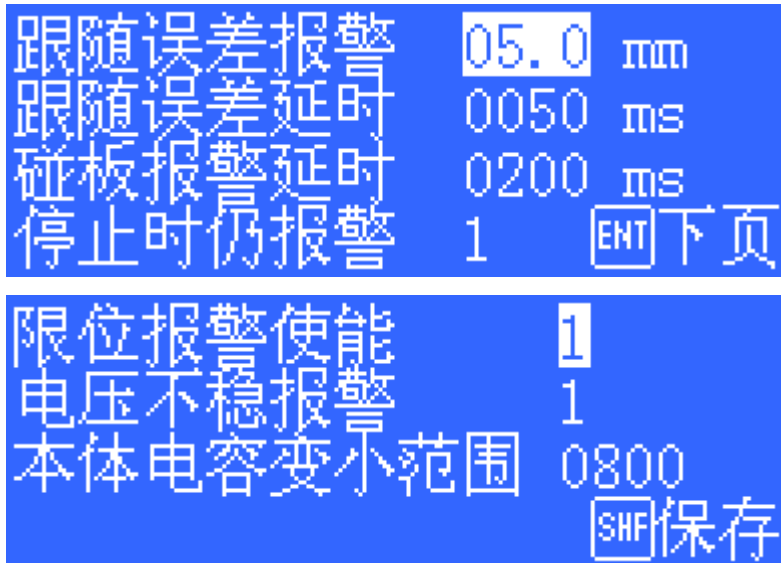 跟随误差报警 05.0 mm
跟随误差延时 0050 ms
碰板报警延时 0200 ms
停止时仍报警 1 ENT下页
限位报警使能 1
电压不稳报警 1
本体电容变小范围 0800
SHF保存